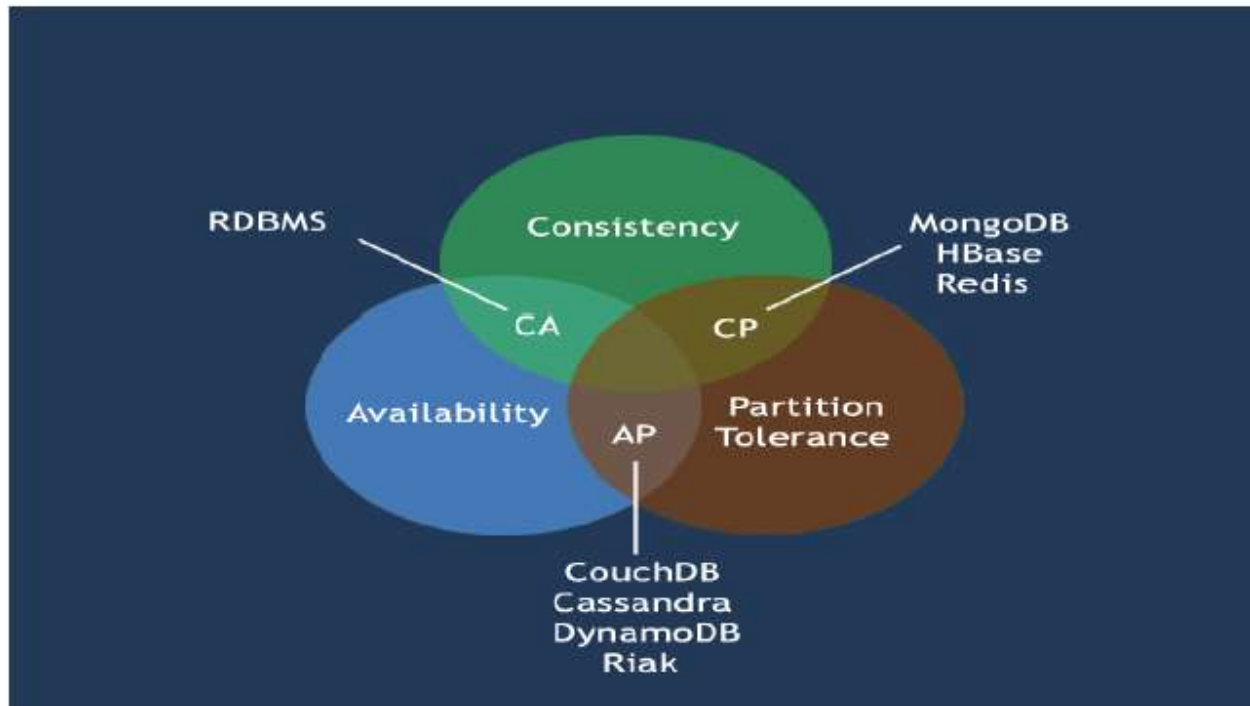 RDBMS
Consistency
MongoDB
HBase
Redis
CA
CP
Availability
Partition
Tolerance
AP
CouchDB
Cassandra
DynamoDB
Riak